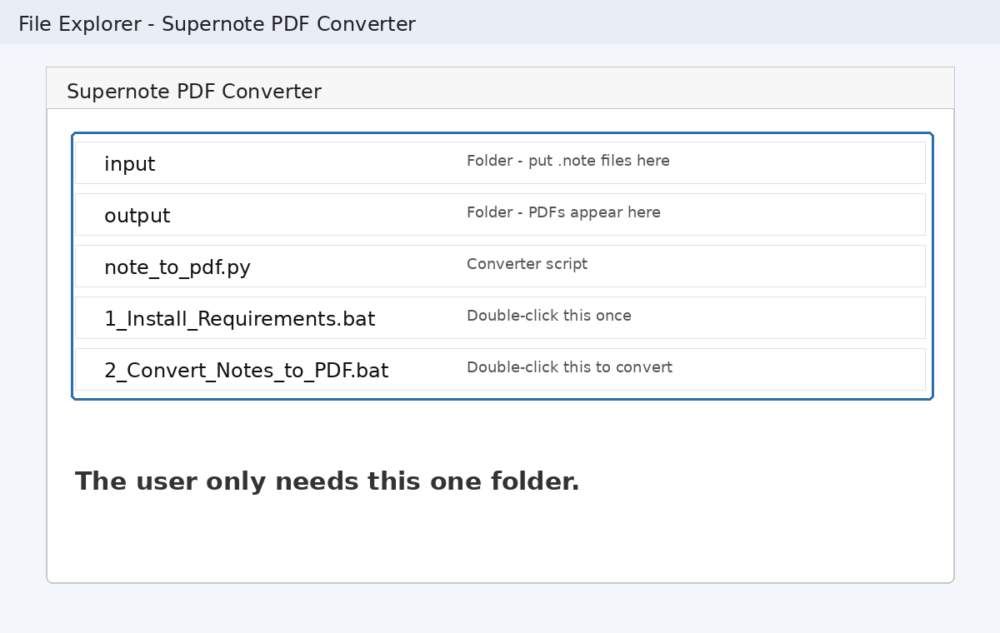 File Explorer - Supernote PDF Converter
Supernote PDF Converter
input Folder - put .note files here
output Folder - PDFs appear here
note_to_pdf.py Converter script
1_Install_Requirements.bat Double-click this once
2_Convert_Notes_to_PDF.bat Double-click this to convert
The user only needs this one folder.